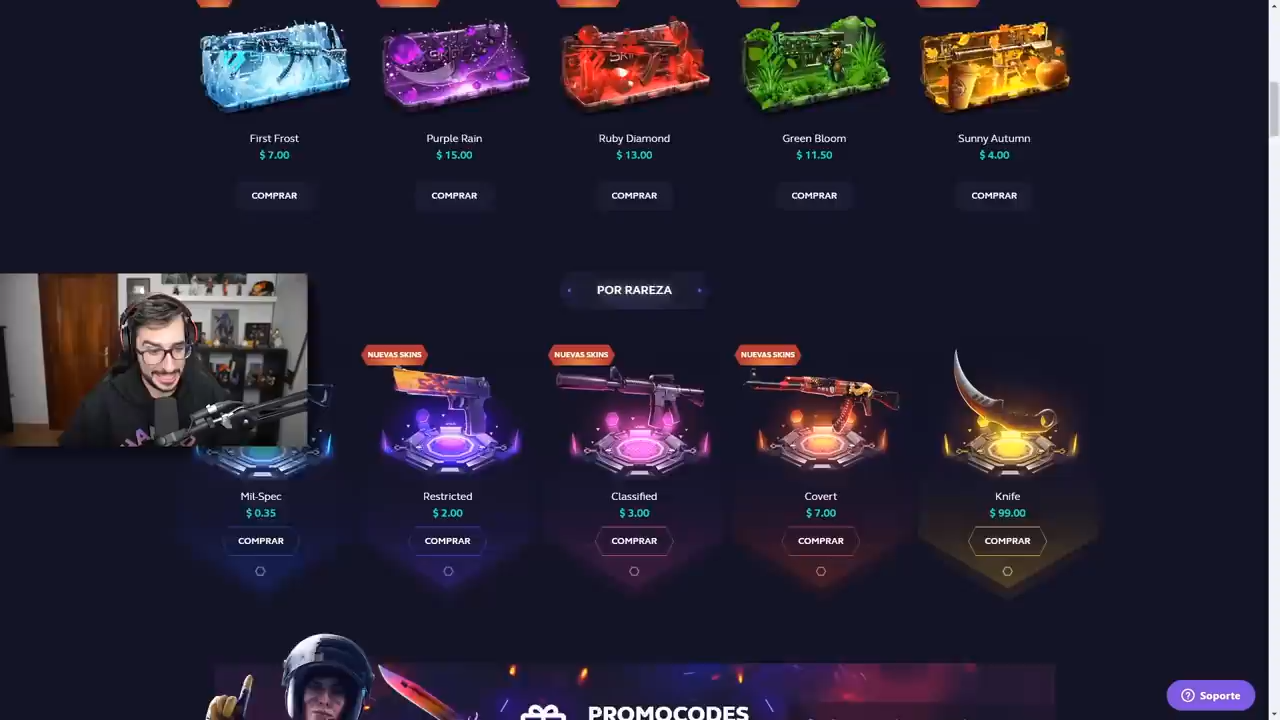 First Frost
$ 7.00
COMPRAR
Purple Rain
$ 15.00
COMPRAR
Ruby Diamond
$ 13.00
COMPRAR
Green Bloom
$ 11.50
COMPRAR
Sunny Autumn
$ 4.00
COMPRAR
POR RAREZA
Mil-Spec
$ 0.35
COMPRAR
NUEVAS SKINS
Restricted
$ 2.00
COMPRAR
NUEVAS SKINS
Classified
$ 3.00
COMPRAR
NUEVAS SKINS
Covert
$ 7.00
COMPRAR
Knife
$ 99.00
COMPRAR
PROMOCODES
Soporte